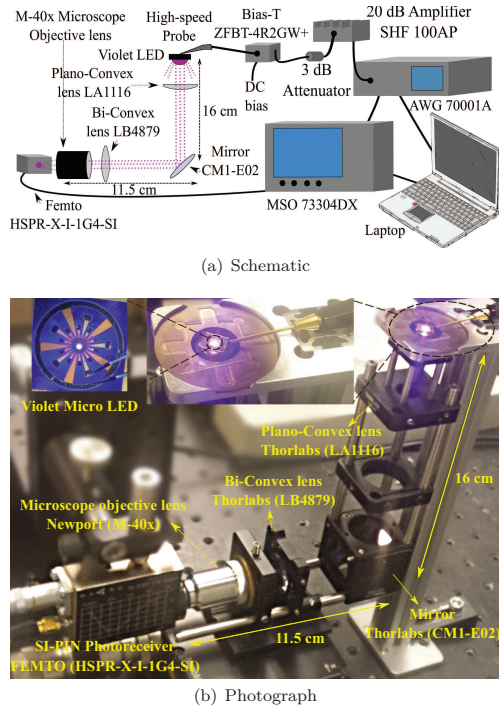 M-40x Microscope
Objective lens
High-speed
Probe
Bias-T
ZFBT-4R2GW+
20 dB Amplifier
SHF 100AP
Violet LED
Plano-Convex
lens LA1116
Bi-Convex
lens LB4879
16 cm
DC
bias
3 dB
Attenuator
AWG 70001A
Mirror
CM1-E02
11.5 cm
Femto
HSPR-X-I-1G4-SI
MSO 73304DX
Laptop
(a) Schematic
Violet Micro LED
Plano-Convex lens
Thorlabs (LA1116)
16 cm
Bi-Convex lens
Thorlabs (LB4879)
Microscope objective lens
Newport (M-40x)
11.5 cm
Mirror
Thorlabs (CM1-E02)
SI-PIN Photoreceiver
FEMTO (HSPR-X-I-1G4-SI)
(b) Photograph